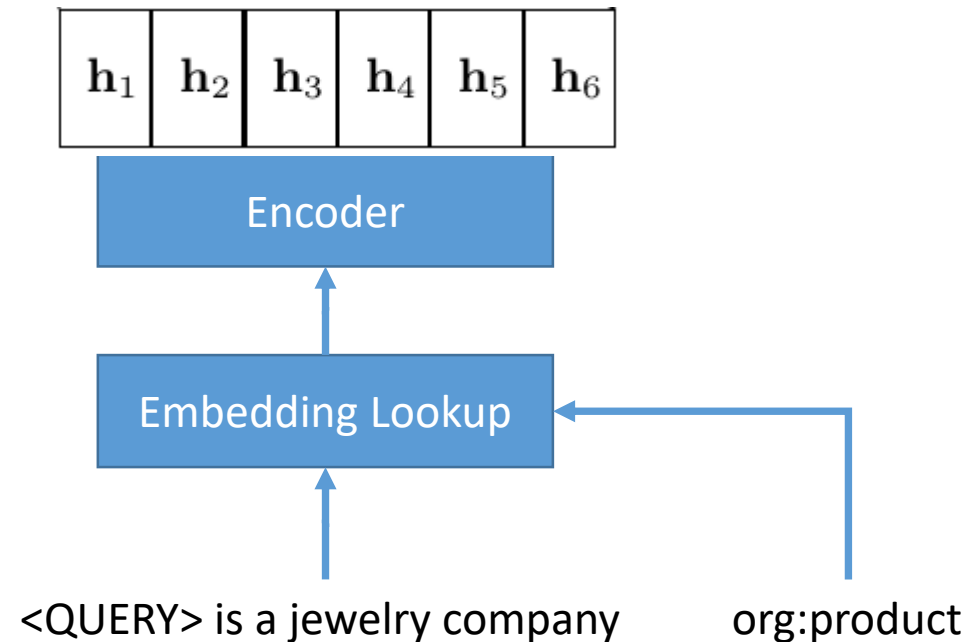 h₁ h₂ h₃ h₄ h₅ h₆
Encoder
Embedding Lookup
<QUERY> is a jewelry company org:product